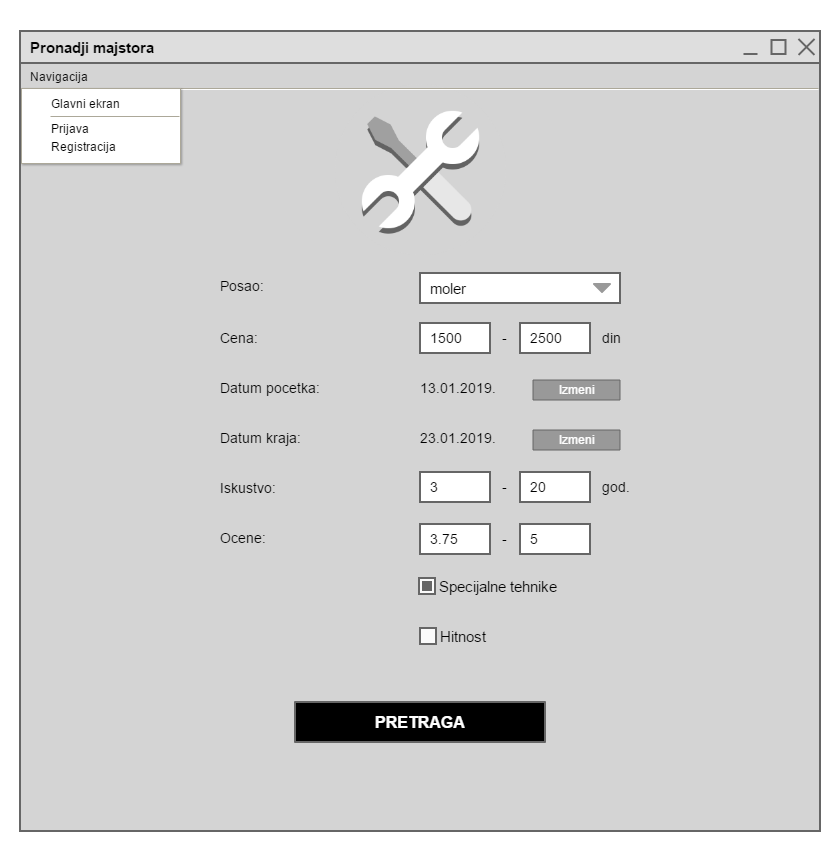 Pronadji majstora
Navigacija
Glavni ekran
Prijava
Registracija
Posao: moler
Cena: 1500 - 2500 din
Datum pocetka: 13.01.2019. Izmeni
Datum kraja: 23.01.2019. Izmeni
Iskustvo: 3 - 20 god.
Ocene: 3.75 - 5
Specijalne tehnike
Hitnost
PRETRAGA